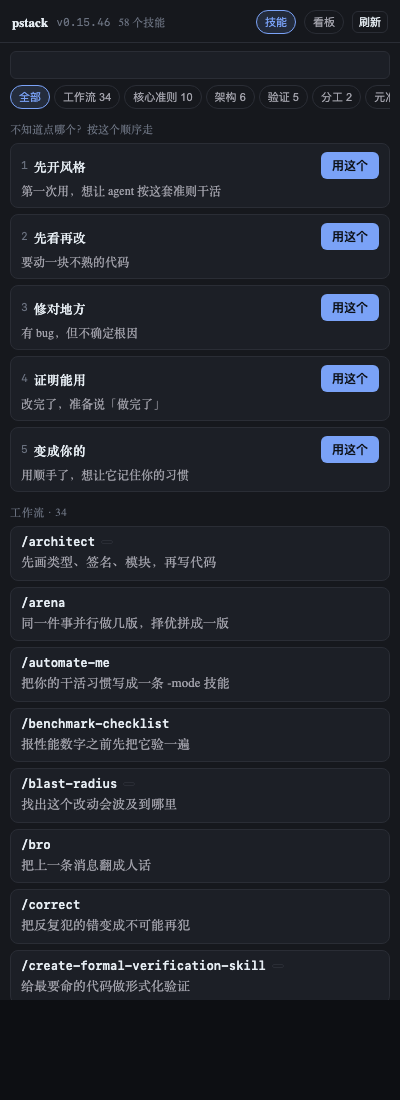 pstack v0.15.46 58 个技能 技能 看板 刷新
全部 工作流 34 核心准则 10 架构 6 验证 5 分工 2
不知道点哪个？按这个顺序走
1 先开风格 用这个
第一次用，想让 agent 按这套准则干活
2 先看再改 用这个
要动一块不熟的代码
3 修对地方 用这个
有 bug，但不确定根因
4 证明能用 用这个
改完了，准备说「做完了」
5 变成你的 用这个
用顺手了，想让它记住你的习惯
工作流 · 34
/architect
先画类型、签名、模块，再写代码
/arena
同一件事并行做几版，择优拼成一版
/automate-me
把你的干活习惯写成一条 -mode 技能
/benchmark-checklist
报性能数字之前先把它验一遍
/blast-radius
找出这个改动会波及到哪里
/bro
把上一条消息翻成人话
/correct
把反复犯的错变成不可能再犯
/create-formal-verification-skill
给最要命的代码做形式化验证